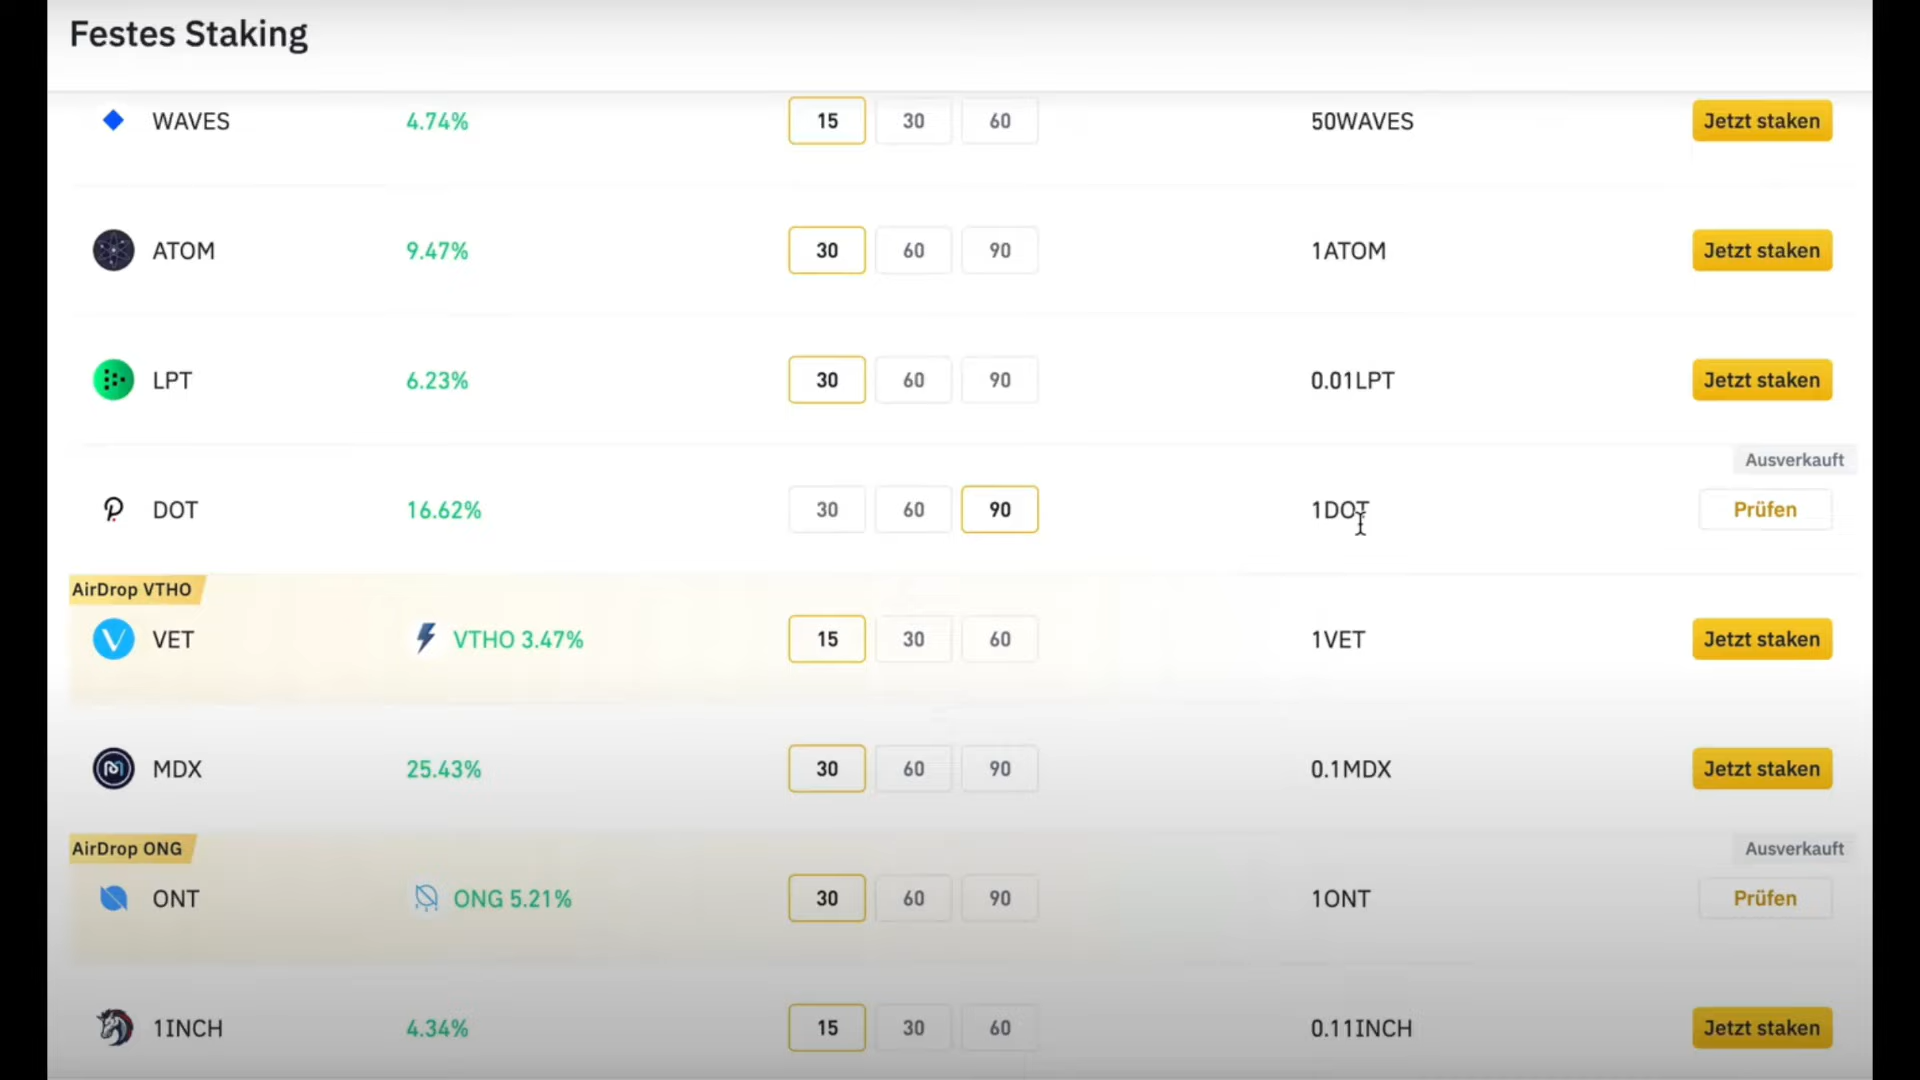 Festes Staking
WAVES 4.74% 15 30 60 50WAVES Jetzt staken
ATOM 9.47% 30 60 90 1ATOM Jetzt staken
LPT 6.23% 30 60 90 0.01LPT Jetzt staken
Ausverkauft
DOT 16.62% 30 60 90 1DOT Prüfen
AirDrop VTHO
VET VTHO 3.47% 15 30 60 1VET Jetzt staken
MDX 25.43% 30 60 90 0.1MDX Jetzt staken
AirDrop ONG Ausverkauft
ONT ONG 5.21% 30 60 90 1ONT Prüfen
1INCH 4.34% 15 30 60 0.11INCH Jetzt staken